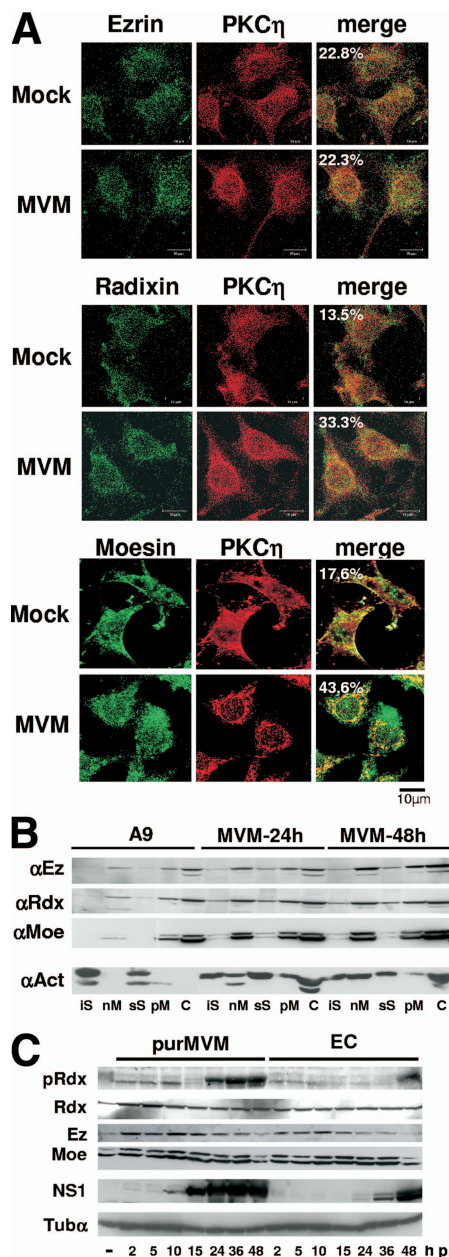 A
Ezrin PKCη merge
Mock 22.8%
MVM 22.3%
Radixin PKCη merge
Mock 13.5%
MVM 33.3%
Moesin PKCη merge
Mock 17,6%
MVM 43,6%
10µm
B
A9 MVM-24h MVM-48h
αEz
αRdx
αMoe
αAct
iS nM sS pM C iS nM sS pM C iS nM sS pM C
C
purMVM EC
pRdx
Rdx
Ez
Moe
NS1
Tubα
– 2 5 10 15 24 36 48 2 5 10 15 24 36 48 h p